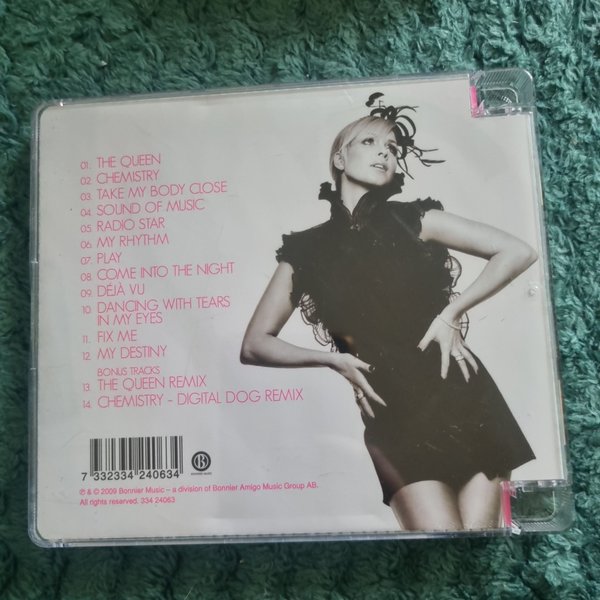 01. THE QUEEN
02. CHEMISTRY
03. TAKE MY BODY CLOSE
04. SOUND OF MUSIC
05. RADIO STAR
06. MY RHYTHM
07. PLAY
08. COME INTO THE NIGHT
09. DEJÀ VU
10. DANCING WITH TEARS
IN MY EYES
11. FIX ME
12. MY DESTINY
BONUS TRACKS
13. THE QUEEN REMIX
14. CHEMISTRY – DIGITAL DOG REMIX
7 332334 240634
B
BONNIER MUSIC
℗ & © 2009 Bonnier Music – a division of Bonnier Amigo Music Group AB.
All rights reserved. 334 24063